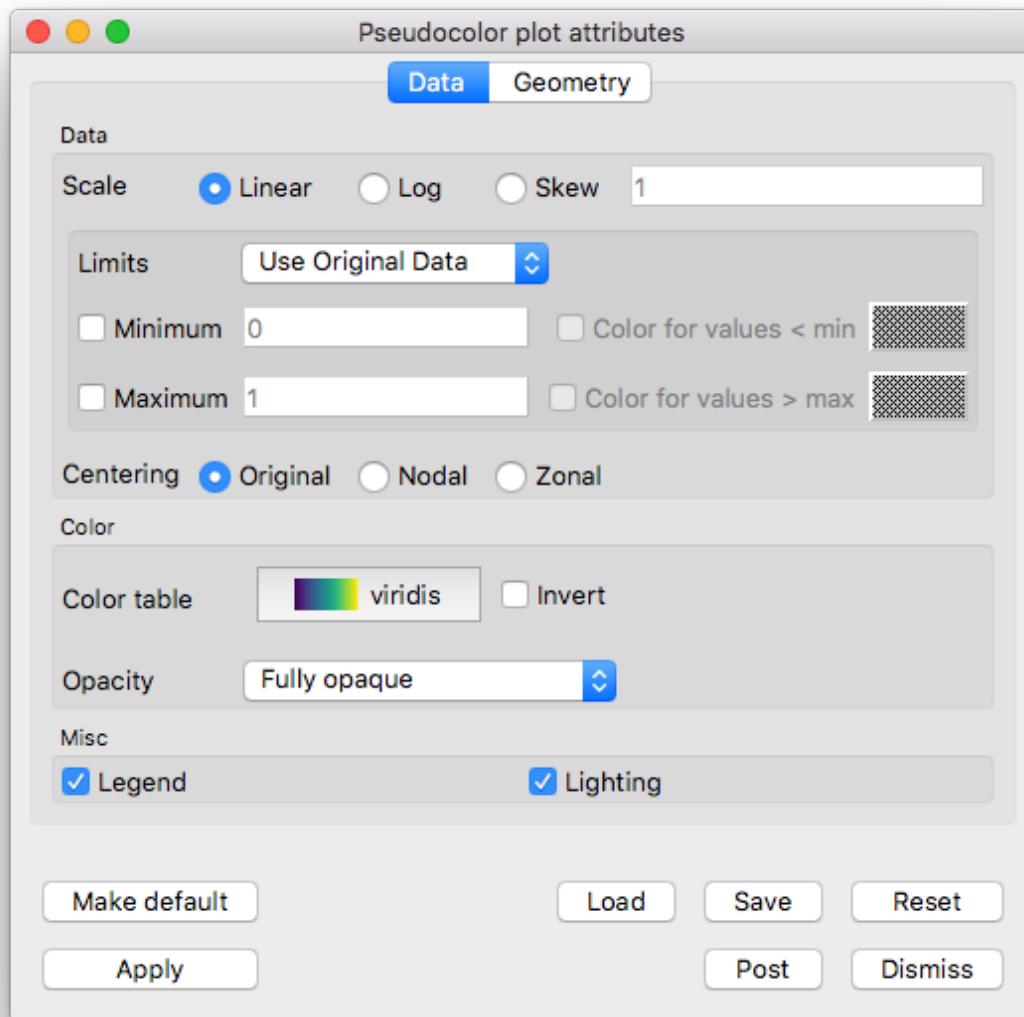 Pseudocolor plot attributes
Data Geometry
Data
Scale Linear Log Skew 1
Limits Use Original Data
Minimum 0 Color for values < min
Maximum 1 Color for values > max
Centering Original Nodal Zonal
Color
Color table viridis Invert
Opacity Fully opaque
Misc
Legend Lighting
Make default Load Save Reset
Apply Post Dismiss